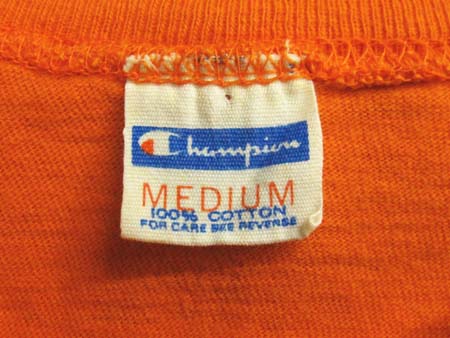 Champion
MEDIUM
100% COTTON
FOR CARE SEE REVERSE